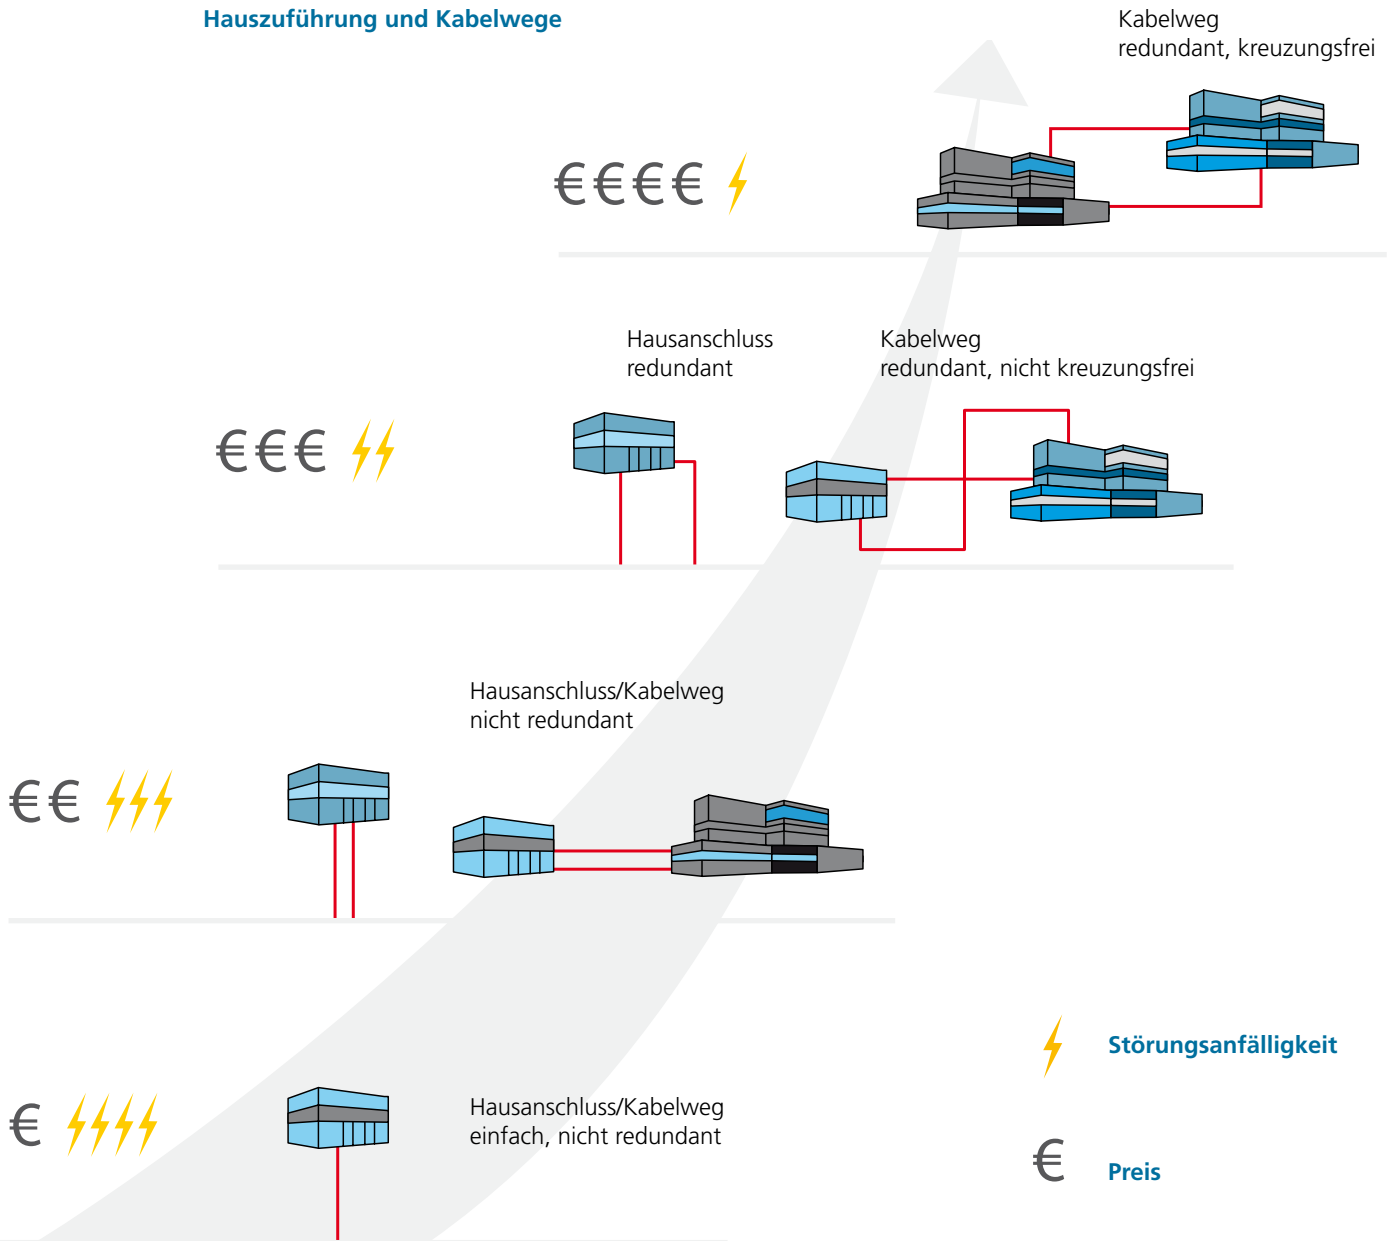 Hauszuführung und Kabelwege
Kabelweg
redundant, kreuzungsfrei
€€€€
Hausanschluss
redundant
Kabelweg
redundant, nicht kreuzungsfrei
€€€
Hausanschluss/Kabelweg
nicht redundant
€€
Störungsanfälligkeit
€
Hausanschluss/Kabelweg
einfach, nicht redundant
€ Preis